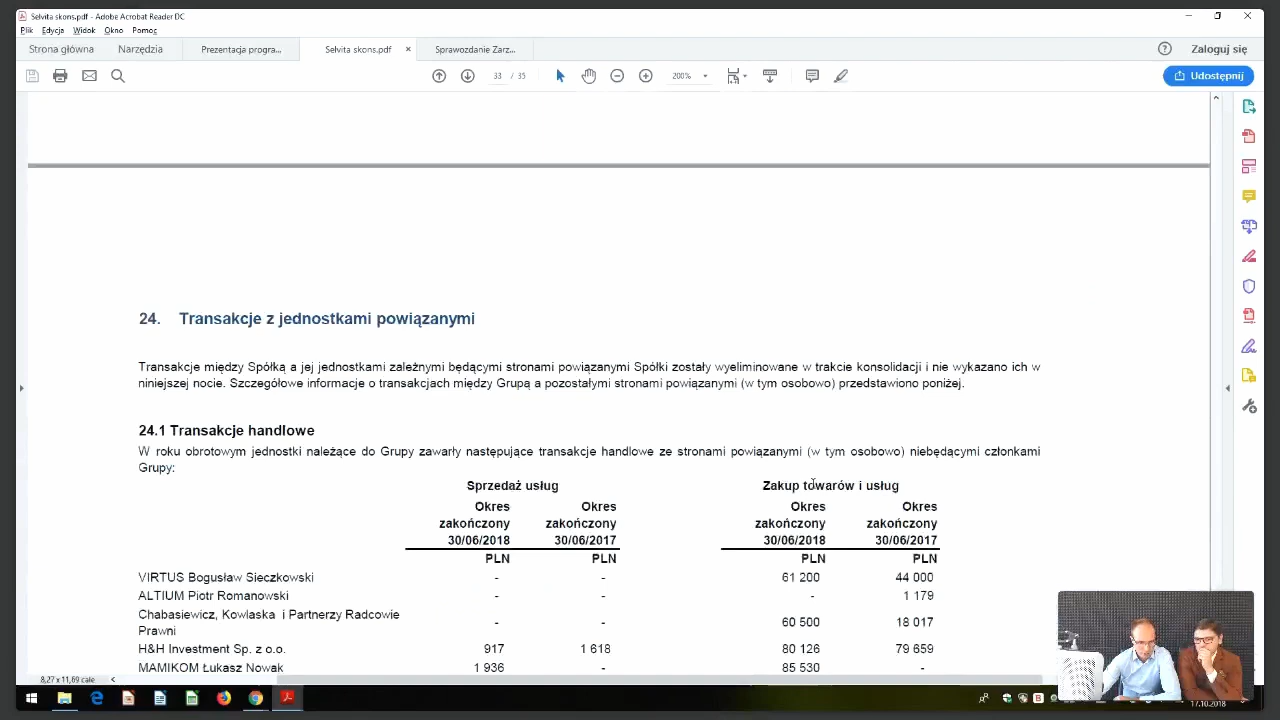 Selvita skons.pdf - Adobe Acrobat Reader DC
Plik Edycja Widok Okno Pomoc
Strona główna Narzędzia Prezentacja progra... Selvita skons.pdf × Sprawozdanie Zarz... Zaloguj się
33 / 35 200% Udostępnij
24. Transakcje z jednostkami powiązanymi
Transakcje między Spółką a jej jednostkami zależnymi będącymi stronami powiązanymi Spółki zostały wyeliminowane w trakcie konsolidacji i nie wykazano ich w
niniejszej nocie. Szczegółowe informacje o transakcjach między Grupą a pozostałymi stronami powiązanymi (w tym osobowo) przedstawiono poniżej.
24.1 Transakcje handlowe
W roku obrotowym jednostki należące do Grupy zawarły następujące transakcje handlowe ze stronami powiązanymi (w tym osobowo) niebędącymi członkami
Grupy:
Sprzedaż usług Zakup towarów i usług
Okres Okres Okres Okres
zakończony zakończony zakończony zakończony
30/06/2018 30/06/2017 30/06/2018 30/06/2017
PLN PLN PLN PLN
VIRTUS Bogusław Sieczkowski - - 61 200 44 000
ALTIUM Piotr Romanowski - - - 1 179
Chabasiewicz, Kowlaska i Partnerzy Radcowie
Prawni - - 60 500 18 017
H&H Investment Sp. z o.o. 917 1 618 80 126 79 659
MAMIKOM Łukasz Nowak 1 936 - 85 530 -
8,27 x 11,69 cale
17.10.2018